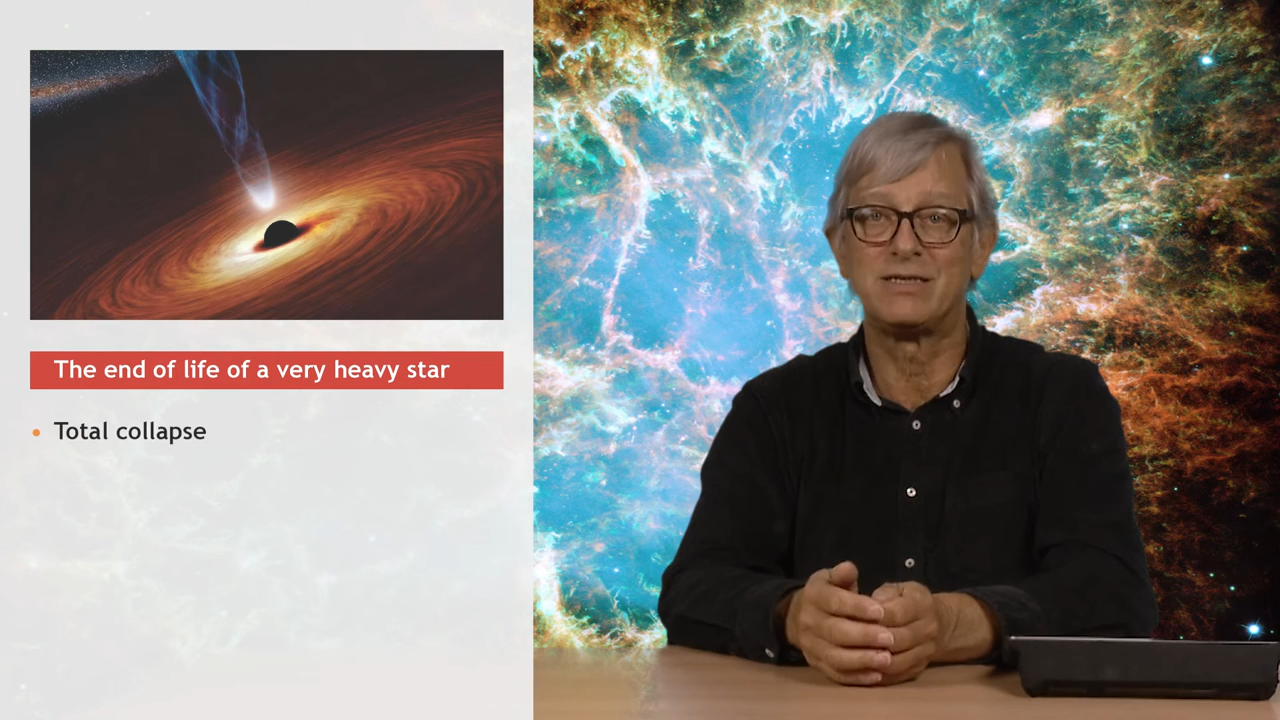 The end of life of a very heavy star
• Total collapse